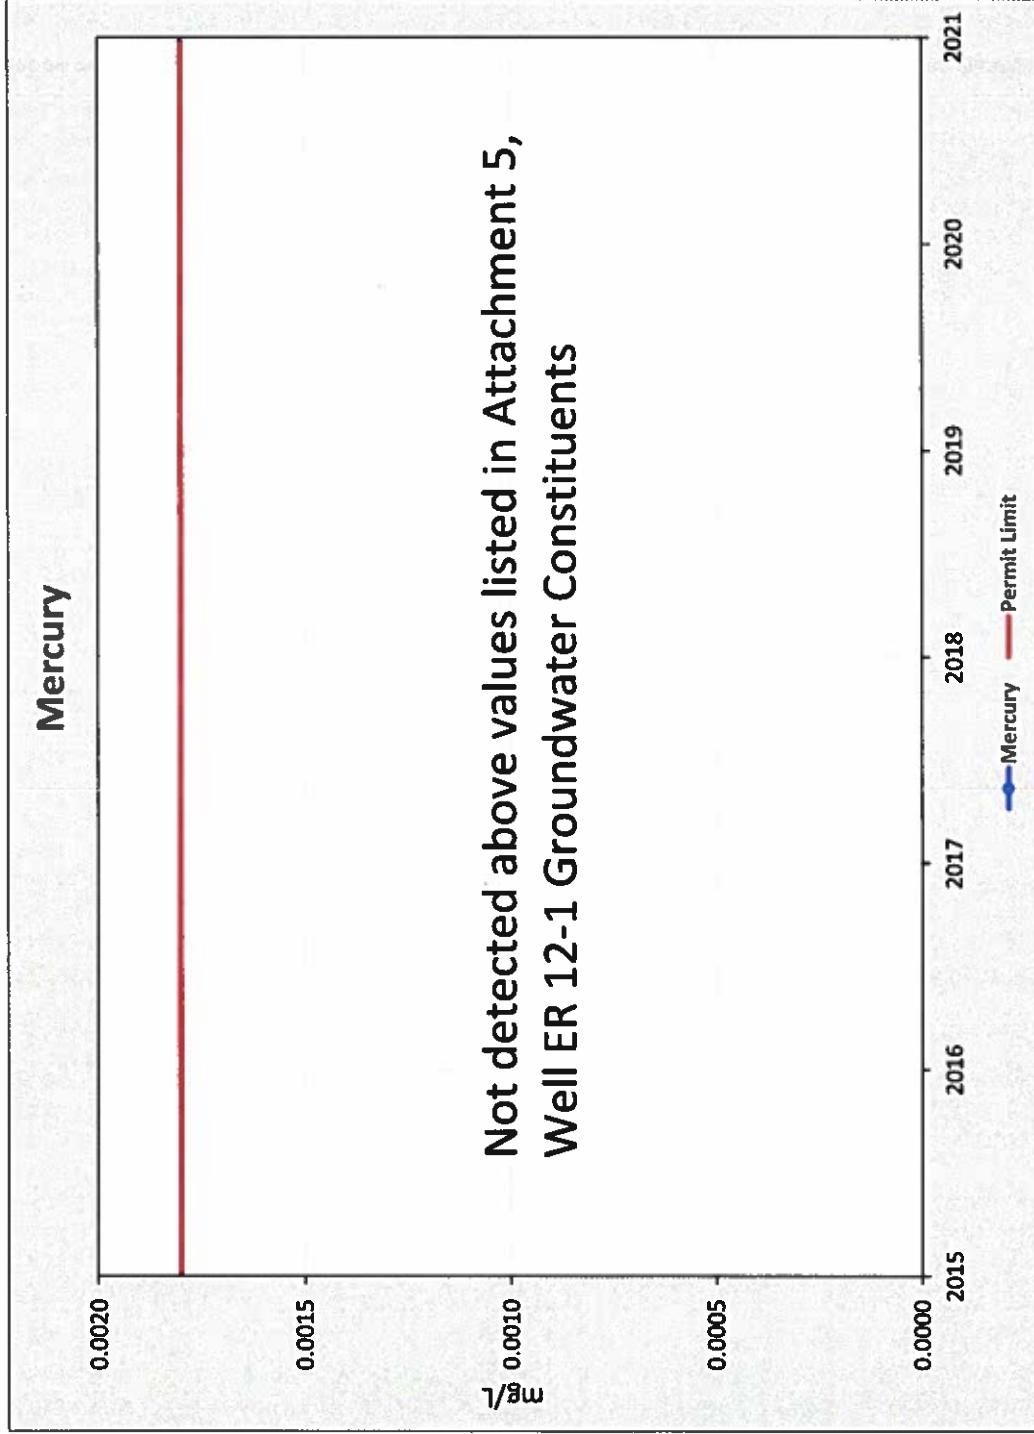 Mercury
0.0020
0.0015
0.0010
0.0005
0.0000
mg/L
Not detected above values listed in Attachment 5,
Well ER 12-1 Groundwater Constituents
2015 2016 2017 2018 2019 2020 2021
Mercury Permit Limit